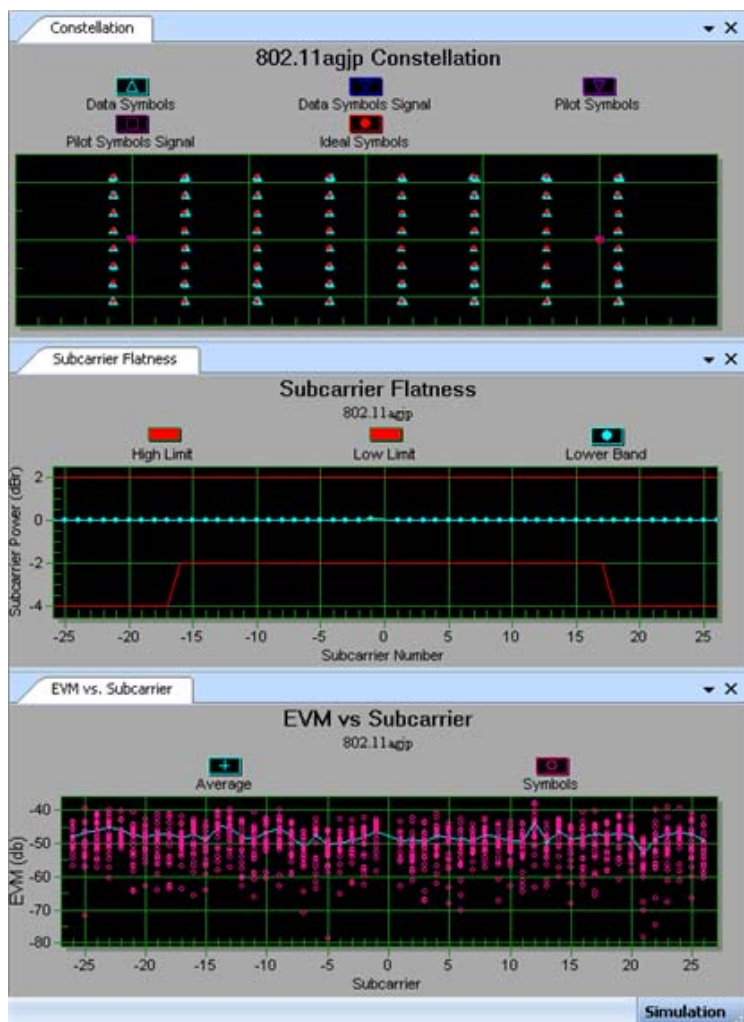 Constellation
802.11agjp Constellation
Data Symbols Data Symbols Signal Pilot Symbols
Pilot Symbols Signal Ideal Symbols
Subcarrier Flatness
Subcarrier Flatness
802.11agjp
High Limit Low Limit Lower Band
Subcarrier Power (dBr)
2
0
-2
-4
-25 -20 -15 -10 -5 0 5 10 15 20 25
Subcarrier Number
EVM vs. Subcarrier
EVM vs Subcarrier
802.11agjp
Average Symbols
EVM (db)
-40
-50
-60
-70
-80
-25 -20 -15 -10 -5 0 5 10 15 20 25
Subcarrier
Simulation